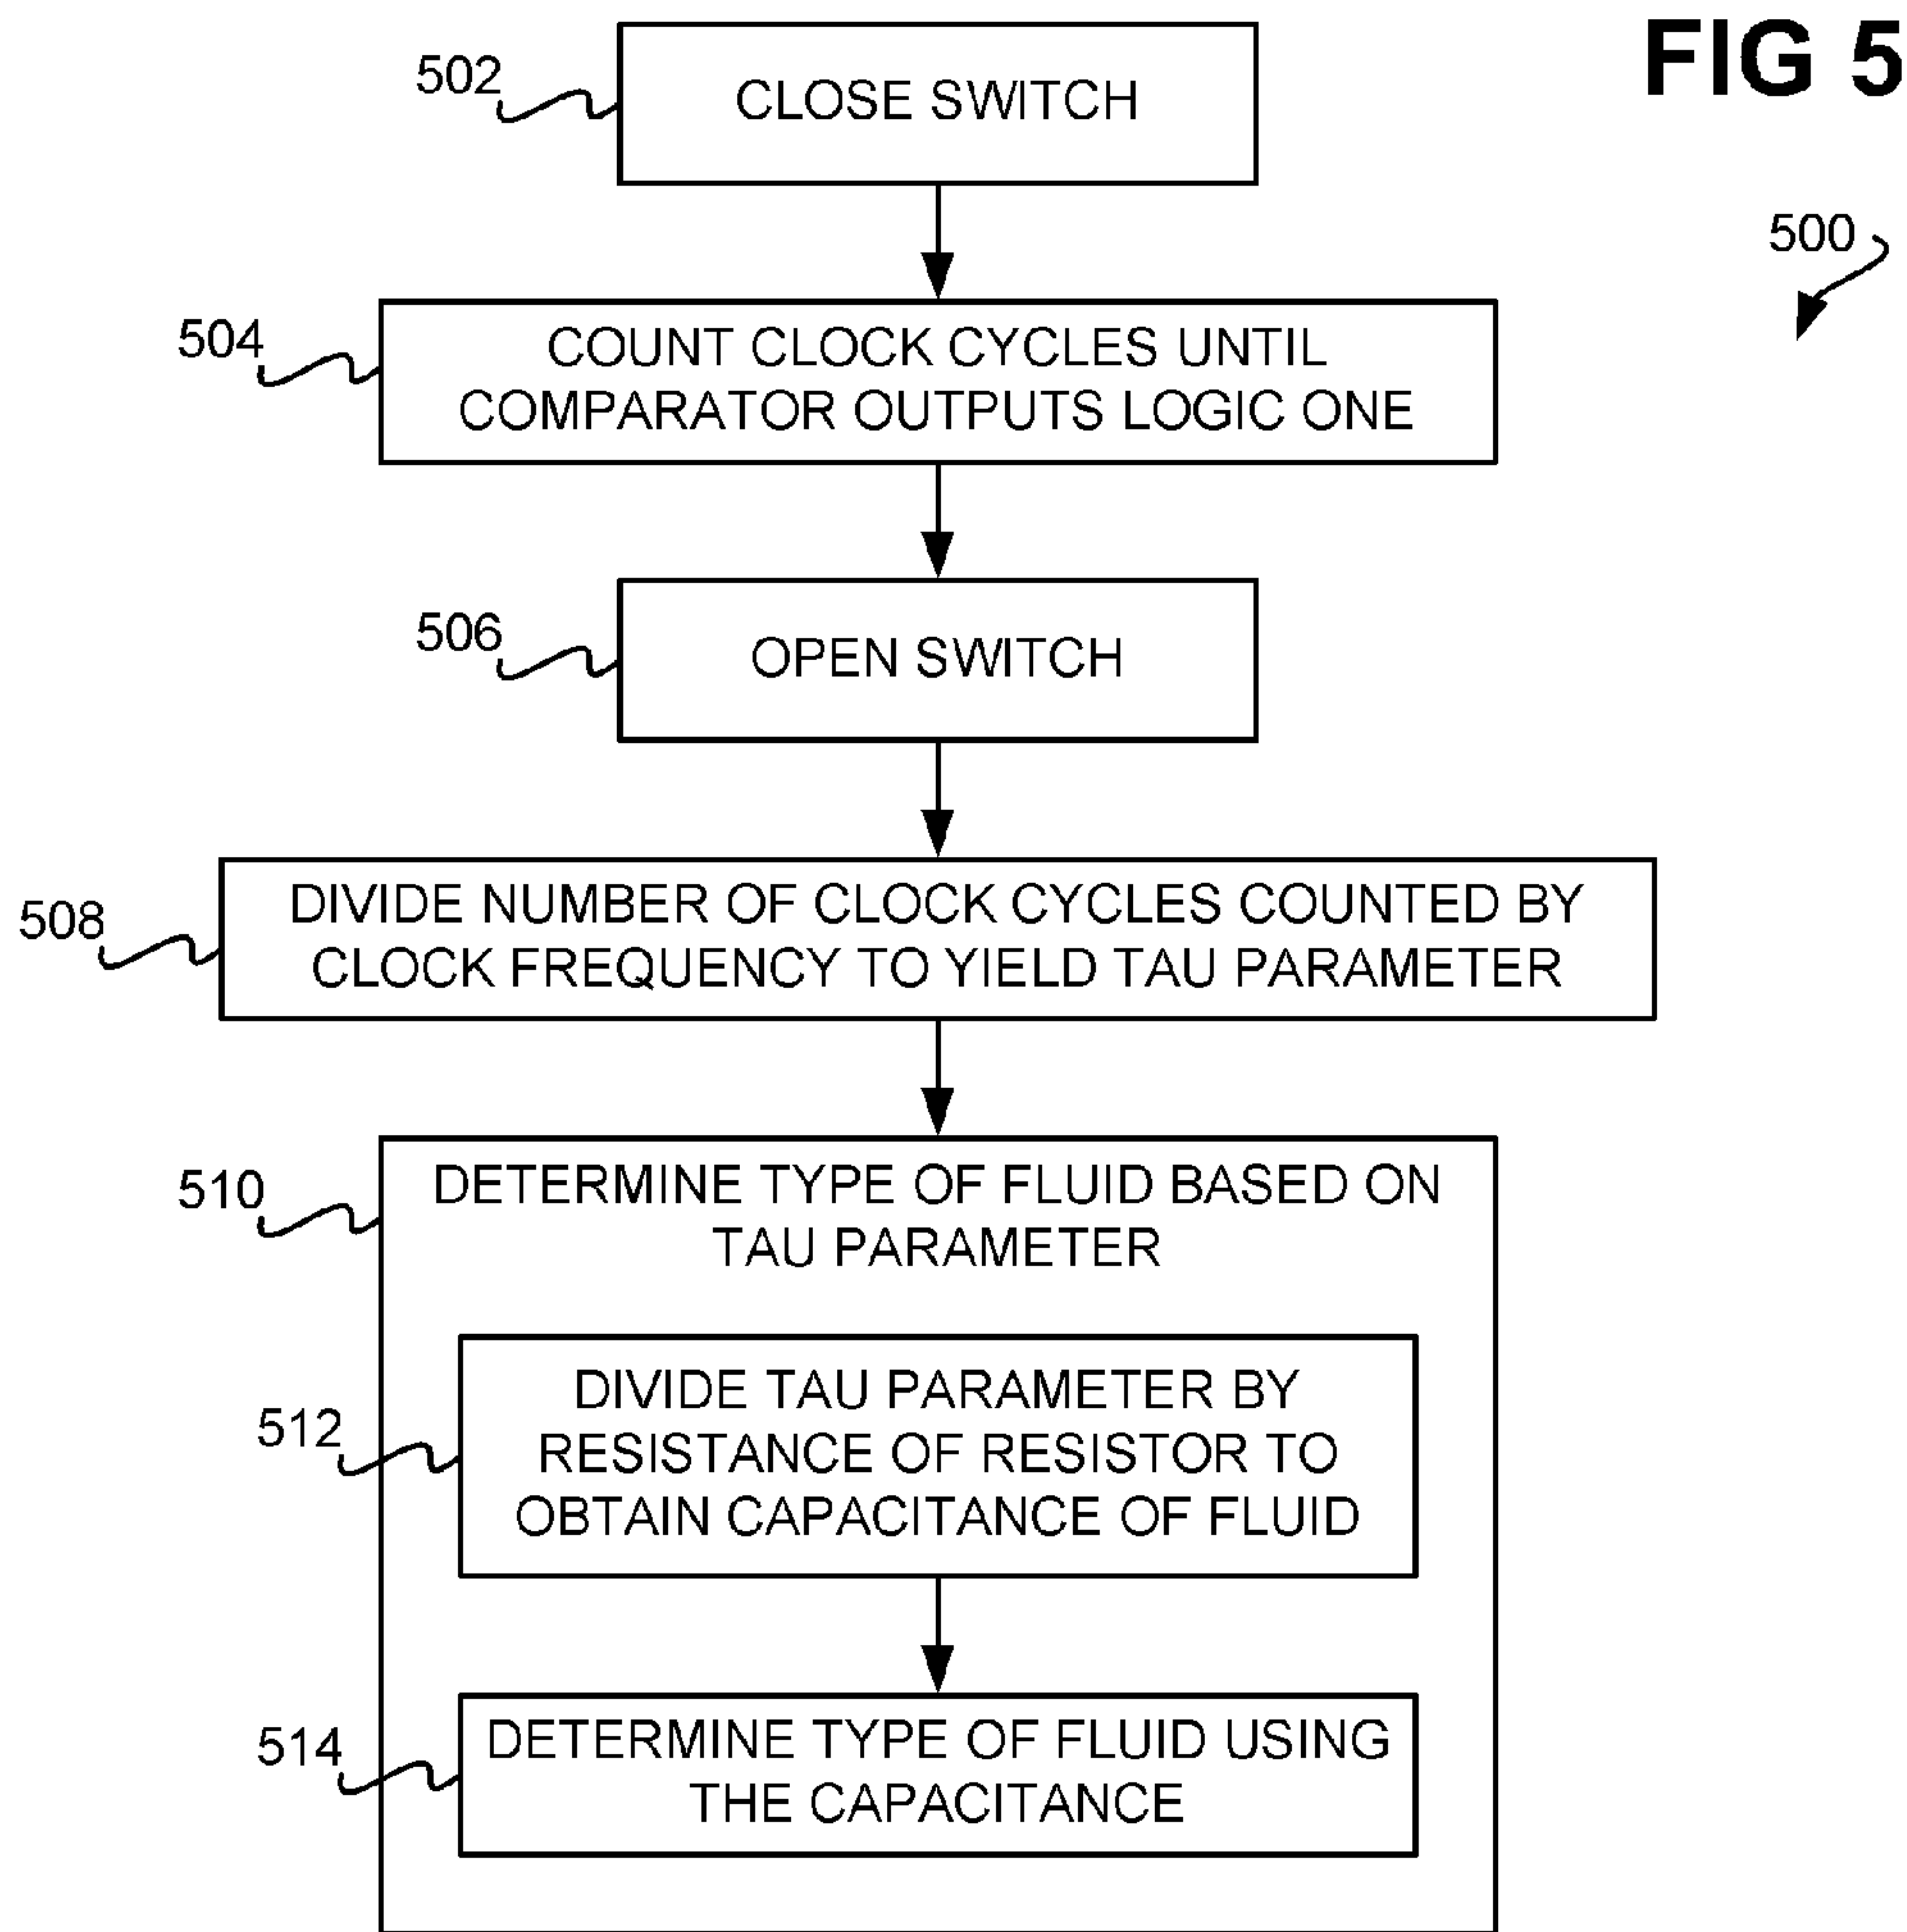 FIG 5
500
502
CLOSE SWITCH
504
COUNT CLOCK CYCLES UNTIL
COMPARATOR OUTPUTS LOGIC ONE
506
OPEN SWITCH
508
DIVIDE NUMBER OF CLOCK CYCLES COUNTED BY
CLOCK FREQUENCY TO YIELD TAU PARAMETER
510
DETERMINE TYPE OF FLUID BASED ON
TAU PARAMETER
512
DIVIDE TAU PARAMETER BY
RESISTANCE OF RESISTOR TO
OBTAIN CAPACITANCE OF FLUID
514
DETERMINE TYPE OF FLUID USING
THE CAPACITANCE